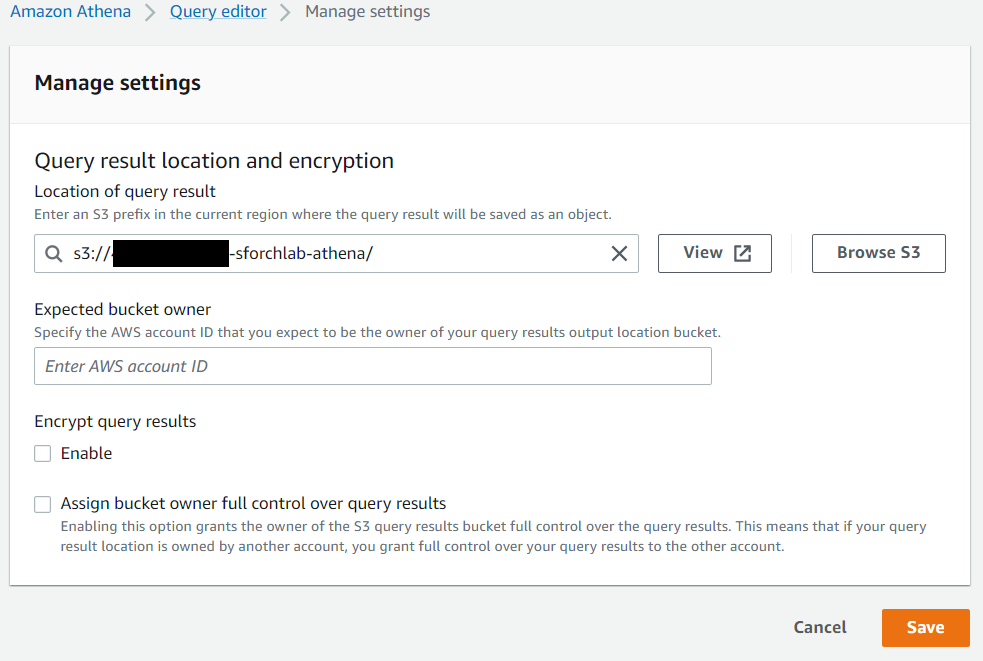 Amazon Athena > Query editor > Manage settings
Manage settings
Query result location and encryption
Location of query result
Enter an S3 prefix in the current region where the query result will be saved as an object.
s3:// -sforchlab-athena/
View
Browse S3
Expected bucket owner
Specify the AWS account ID that you expect to be the owner of your query results output location bucket.
Enter AWS account ID
Encrypt query results
Enable
Assign bucket owner full control over query results
Enabling this option grants the owner of the S3 query results bucket full control over the query results. This means that if your query
result location is owned by another account, you grant full control over your query results to the other account.
Cancel
Save